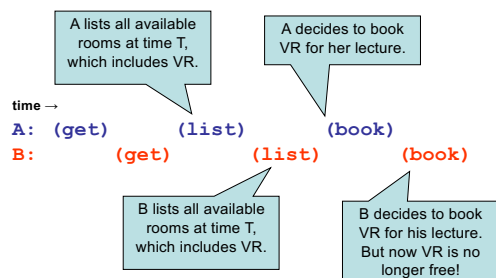 A lists all available
rooms at time T,
which includes VR.
A decides to book
VR for her lecture.
time →
A: (get) (list) (book)
B: (get) (list) (book)
B lists all available
rooms at time T,
which includes VR.
B decides to book
VR for his lecture.
But now VR is no
longer free!